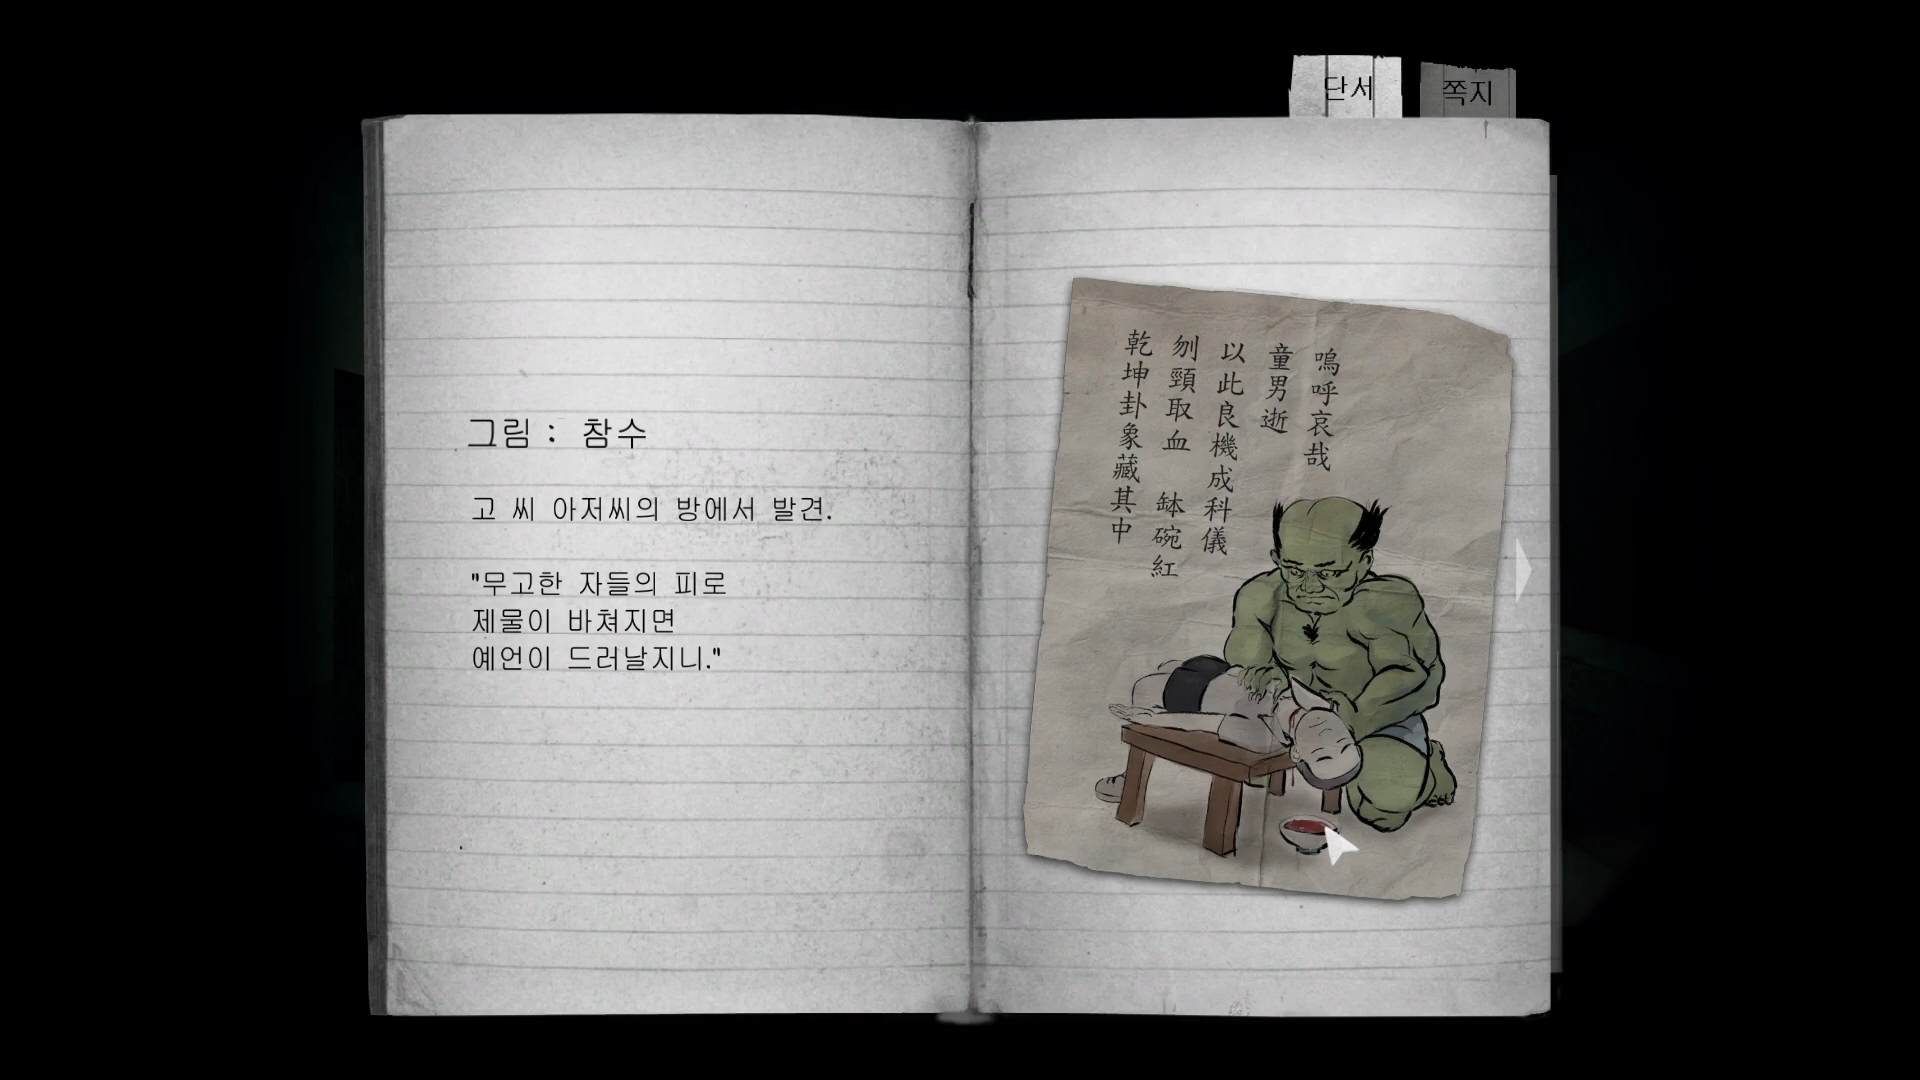 단서
쪽지
그림 : 참수
고 씨 아저씨의 방에서 발견.
"무고한 자들의 피로
제물이 바쳐지면
예언이 드러날지니."
嗚呼哀哉
童男逝
以此良機成科儀
刎頸取血 缽碗紅
乾坤卦象藏其中